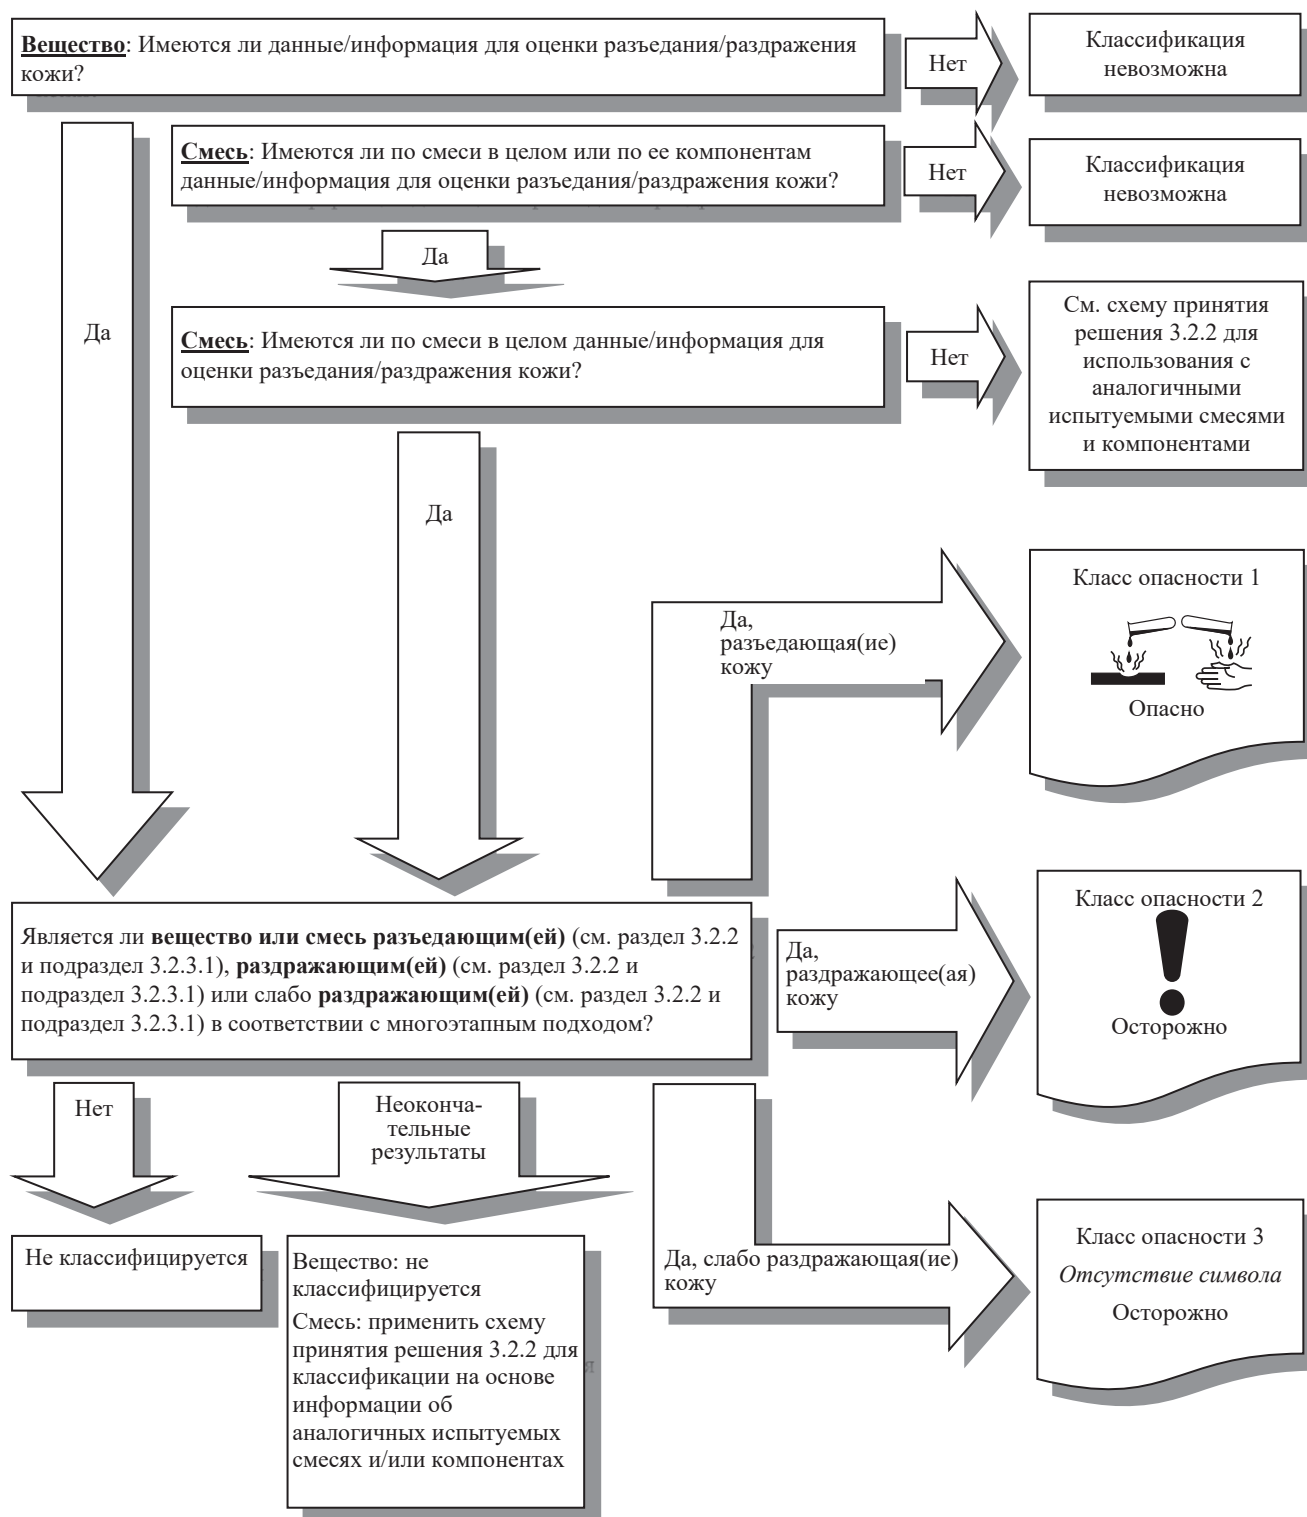 Вещество: Имеются ли данные/информация для оценки разъедания/раздражения
кожи?
Нет
Классификация
невозможна
Смесь: Имеются ли по смеси в целом или по ее компонентам
данные/информация для оценки разъедания/раздражения кожи?
Нет
Классификация
невозможна
Да
Да
Смесь: Имеются ли по смеси в целом данные/информация для
оценки разъедания/раздражения кожи?
Нет
См. схему принятия
решения 3.2.2 для
использования с
аналогичными
испытуемыми смесями
и компонентами
Да
Да,
разъедающая(ие)
кожу
Класс опасности 1
Опасно
Является ли вещество или смесь разъедающим(ей) (см. раздел 3.2.2
и подраздел 3.2.3.1), раздражающим(ей) (см. раздел 3.2.2 и
подраздел 3.2.3.1) или слабо раздражающим(ей) (см. раздел 3.2.2 и
подраздел 3.2.3.1) в соответствии с многоэтапным подходом?
Да,
раздражающее(ая)
кожу
Класс опасности 2
Осторожно
Нет
Неоконча-
тельные
результаты
Не классифицируется
Вещество: не
классифицируется
Смесь: применить схему
принятия решения 3.2.2 для
классификации на основе
информации об
аналогичных испытуемых
смесях и/или компонентах
Да, слабо раздражающая(ие)
кожу
Класс опасности 3
Отсутствие символа
Осторожно